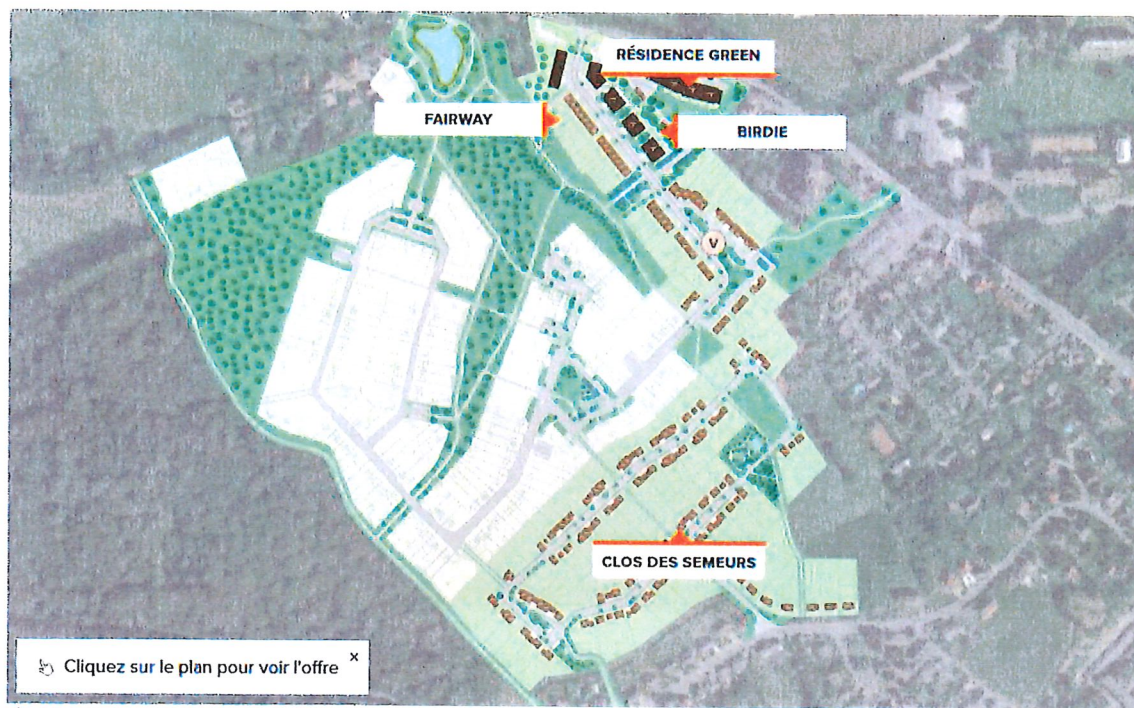 RÉSIDENCE GREEN
FAIRWAY
BIRDIE
V
CLOS DES SEMEURS
Cliquez sur le plan pour voir l'offre ×